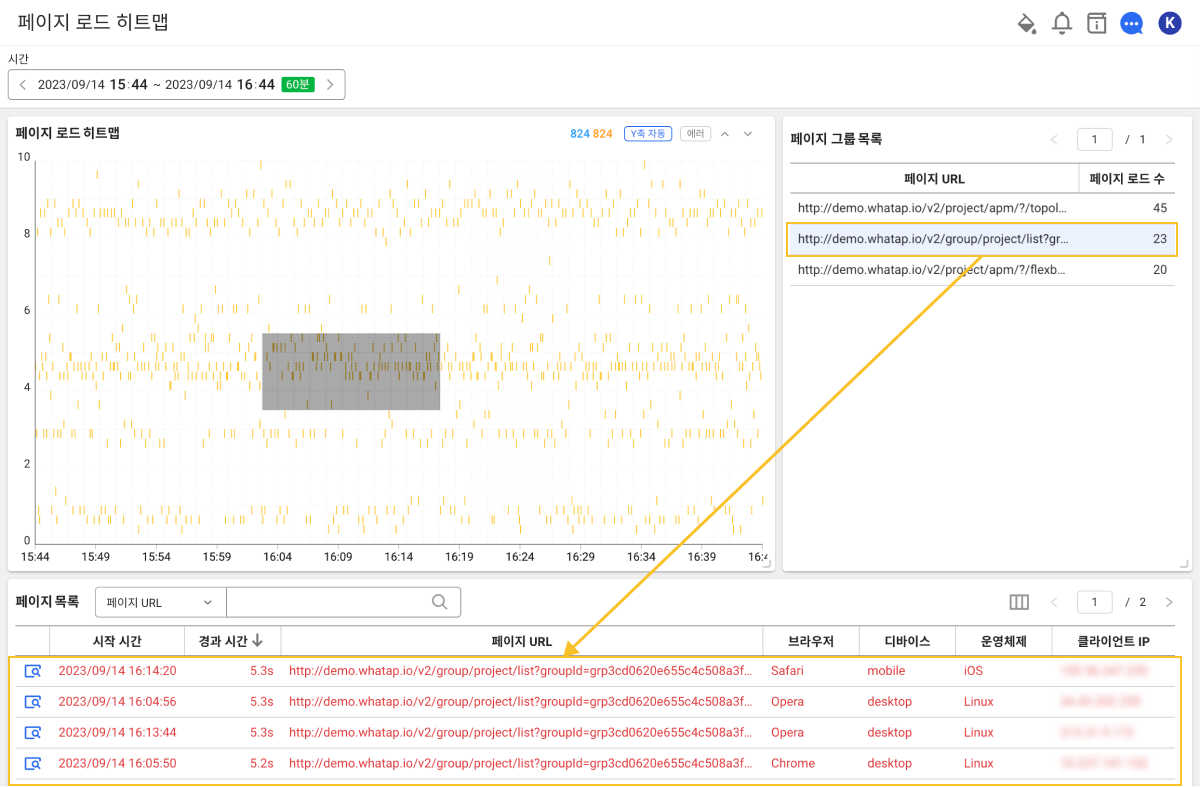 페이지 로드 히트맵
K
시간
2023/09/14 15:44 ~ 2023/09/14 16:44 60분
페이지 로드 히트맵
824 824 Y축 자동 에러
10
8
6
4
2
0
15:44 15:49 15:54 15:59 16:04 16:09 16:14 16:19 16:24 16:29 16:34 16:39
페이지 그룹 목록
1 / 1
페이지 URL 페이지 로드 수
http://demo.whatap.io/v2/project/apm/?/topol... 45
http://demo.whatap.io/v2/group/project/list?gr... 23
http://demo.whatap.io/v2/project/apm/?/flexb... 20
페이지 목록 페이지 URL
1 / 2
시작 시간 경과 시간 페이지 URL 브라우저 디바이스 운영체제 클라이언트 IP
2023/09/14 16:14:20 5.3s http://demo.whatap.io/v2/group/project/list?groupId=grp3cd0620e655c4c508a3f... Safari mobile iOS
2023/09/14 16:04:56 5.3s http://demo.whatap.io/v2/group/project/list?groupId=grp3cd0620e655c4c508a3f... Opera desktop Linux
2023/09/14 16:13:44 5.3s http://demo.whatap.io/v2/group/project/list?groupId=grp3cd0620e655c4c508a3f... Opera desktop Linux
2023/09/14 16:05:50 5.2s http://demo.whatap.io/v2/group/project/list?groupId=grp3cd0620e655c4c508a3f... Chrome desktop Linux